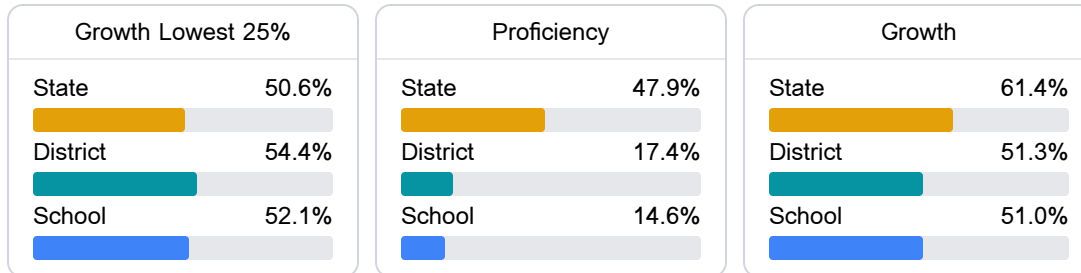 Growth Lowest 25%
State 50.6%
District 54.4%
School 52.1%
Proficiency
State 47.9%
District 17.4%
School 14.6%
Growth
State 61.4%
District 51.3%
School 51.0%